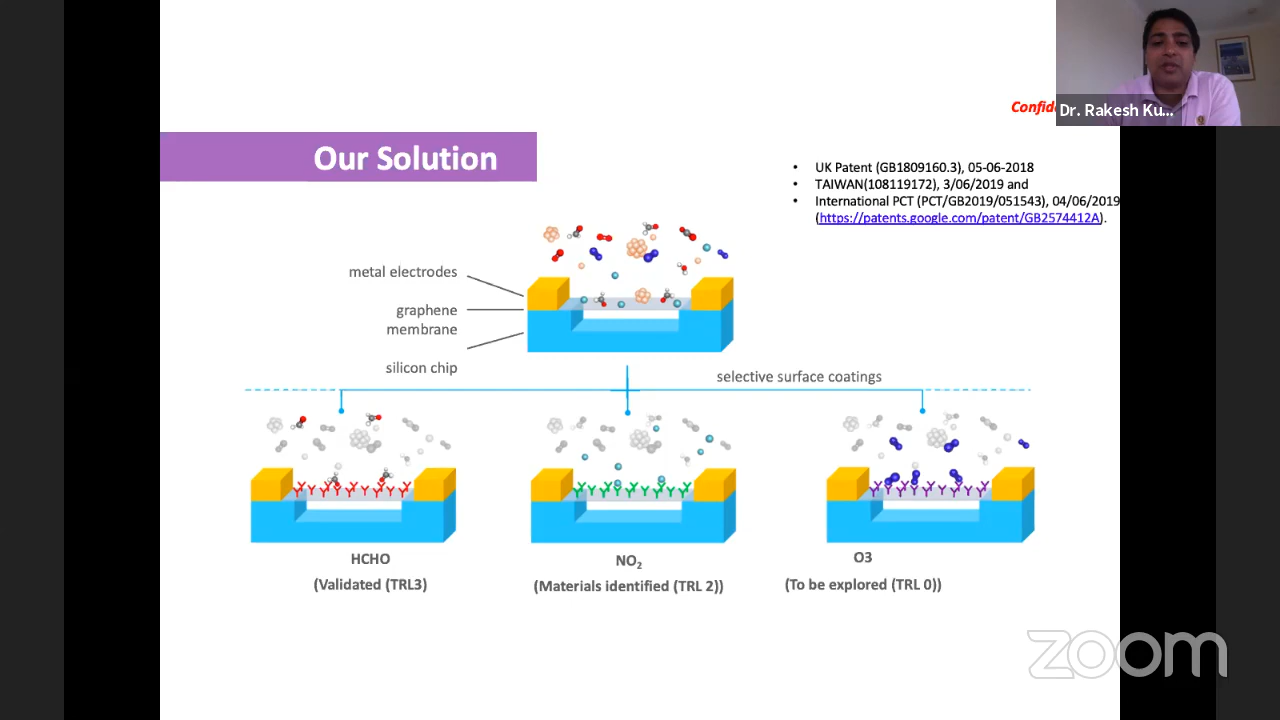 Confid
Dr. Rakesh Ku...
Our Solution
• UK Patent (GB1809160.3), 05-06-2018
• TAIWAN(108119172), 3/06/2019 and
• International PCT (PCT/GB2019/051543), 04/06/2019
(https://patents.google.com/patent/GB2574412A).
metal electrodes
graphene
membrane
silicon chip
selective surface coatings
HCHO
(Validated (TRL3)
NO₂
(Materials identified (TRL 2))
O3
(To be explored (TRL 0))
zoom